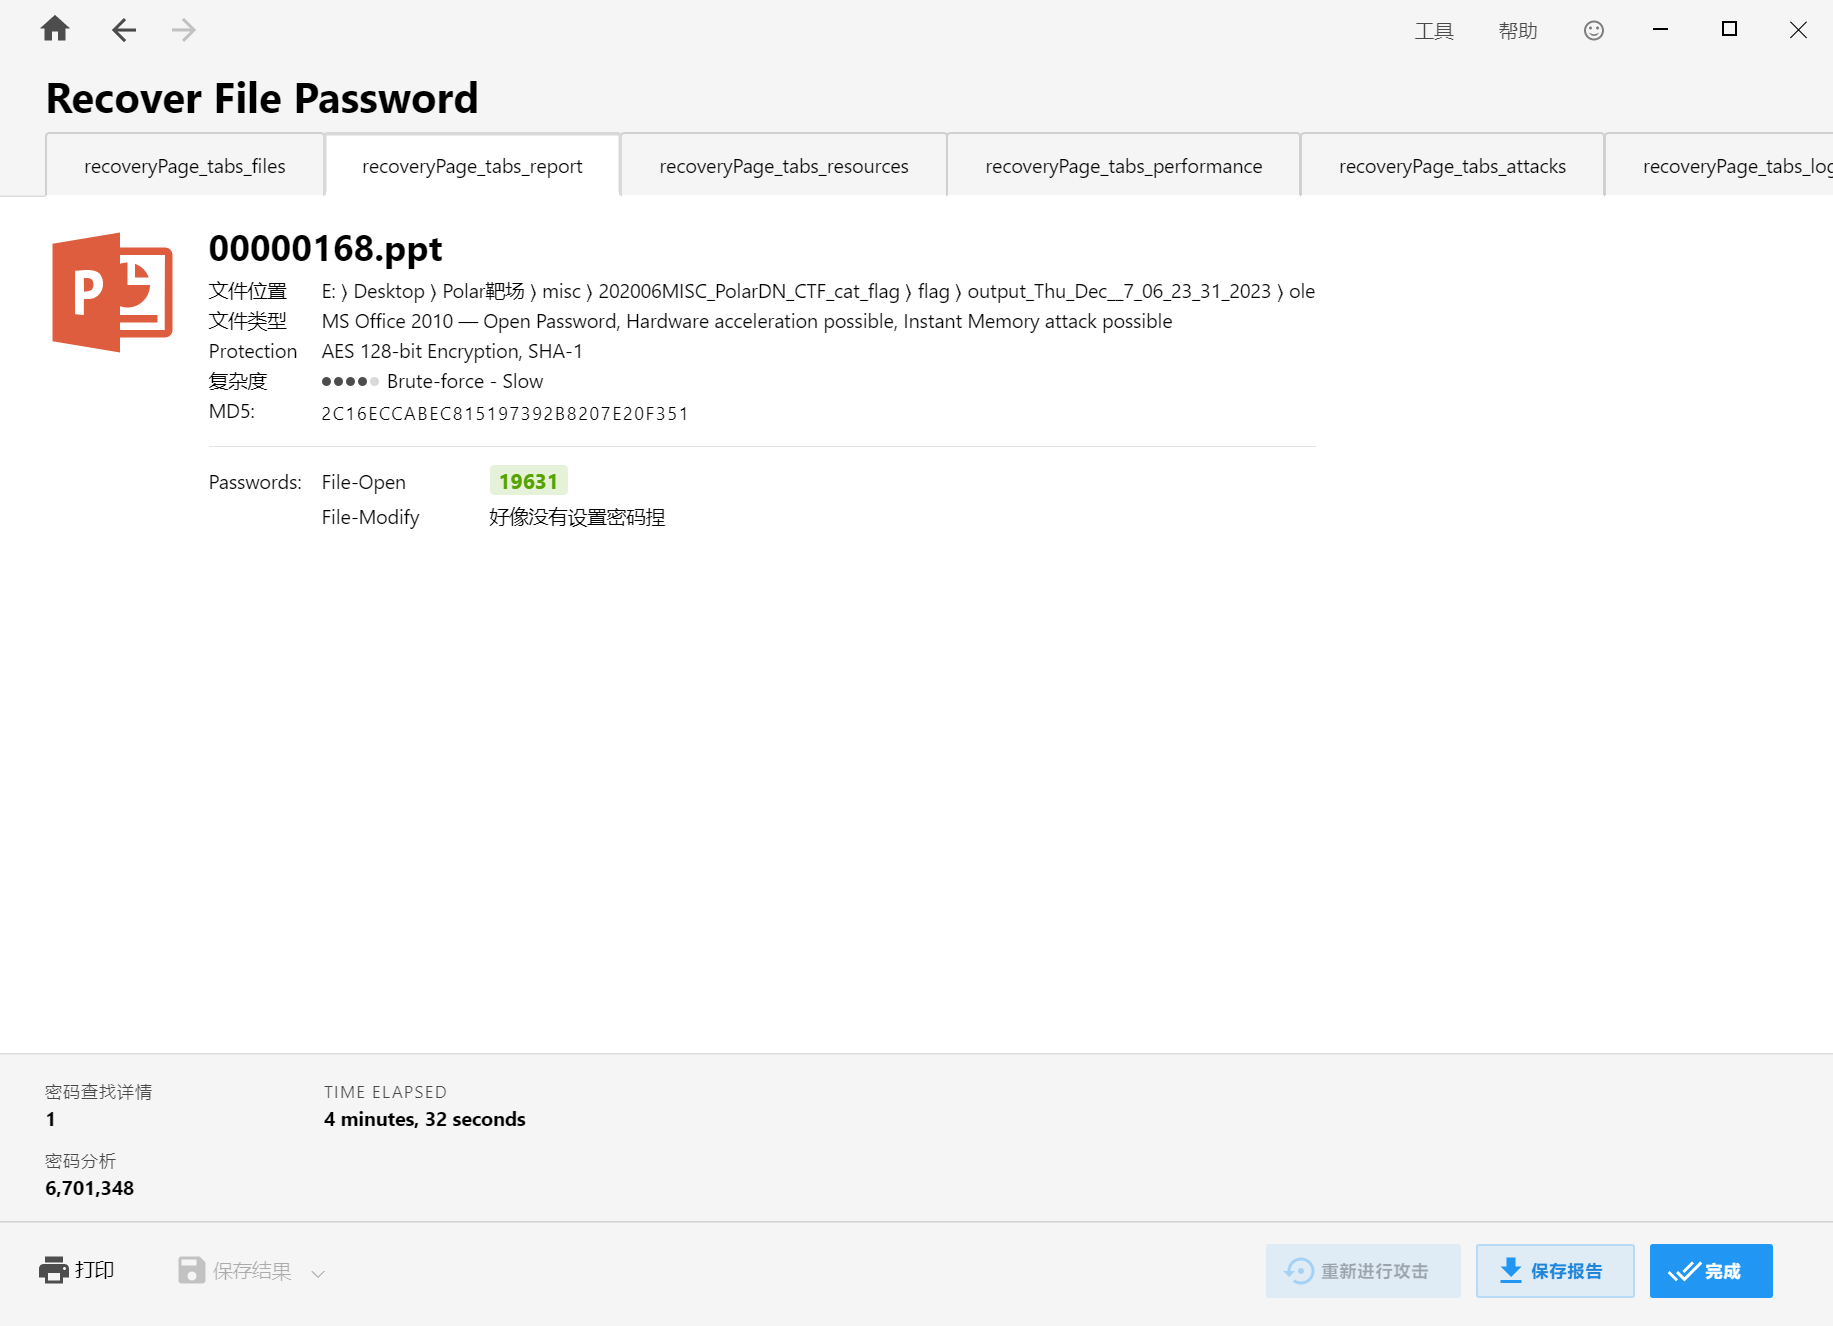 工具 帮助
Recover File Password
recoveryPage_tabs_files recoveryPage_tabs_report recoveryPage_tabs_resources recoveryPage_tabs_performance recoveryPage_tabs_attacks recoveryPage_tabs_log
00000168.ppt
文件位置 E: ⟩ Desktop ⟩ Polar靶场 ⟩ misc ⟩ 202006MISC_PolarDN_CTF_cat_flag ⟩ flag ⟩ output_Thu_Dec__7_06_23_31_2023 ⟩ ole
文件类型 MS Office 2010 — Open Password, Hardware acceleration possible, Instant Memory attack possible
Protection AES 128-bit Encryption, SHA-1
复杂度 Brute-force - Slow
MD5: 2C16ECCABEC815197392B8207E20F351
Passwords: File-Open 19631
File-Modify 好像没有设置密码捏
密码查找详情 TIME ELAPSED
1 4 minutes, 32 seconds
密码分析
6,701,348
打印 保存结果 重新进行攻击 保存报告 完成